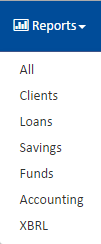 Reports
All
Clients
Loans
Savings
Funds
Accounting
XBRL